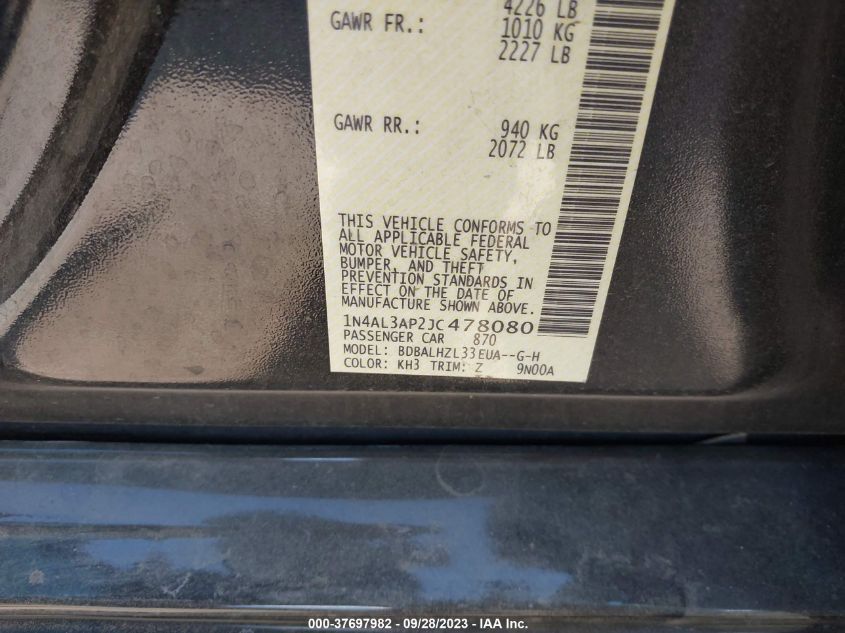 4226 LB
GAWR FR.: 1010 KG
2227 LB
GAWR RR.: 940 KG
2072 LB
THIS VEHICLE CONFORMS TO
ALL APPLICABLE FEDERAL
MOTOR VEHICLE SAFETY,
BUMPER, AND THEFT
PREVENTION STANDARDS IN
EFFECT ON THE DATE OF
MANUFACTURE SHOWN ABOVE.
1N4AL3AP2JC478080
PASSENGER CAR 870
MODEL: BDBALHZL33EUA--G-H
COLOR: KH3 TRIM: Z 9N00A
000-37697982 - 09/28/2023 - IAA Inc.